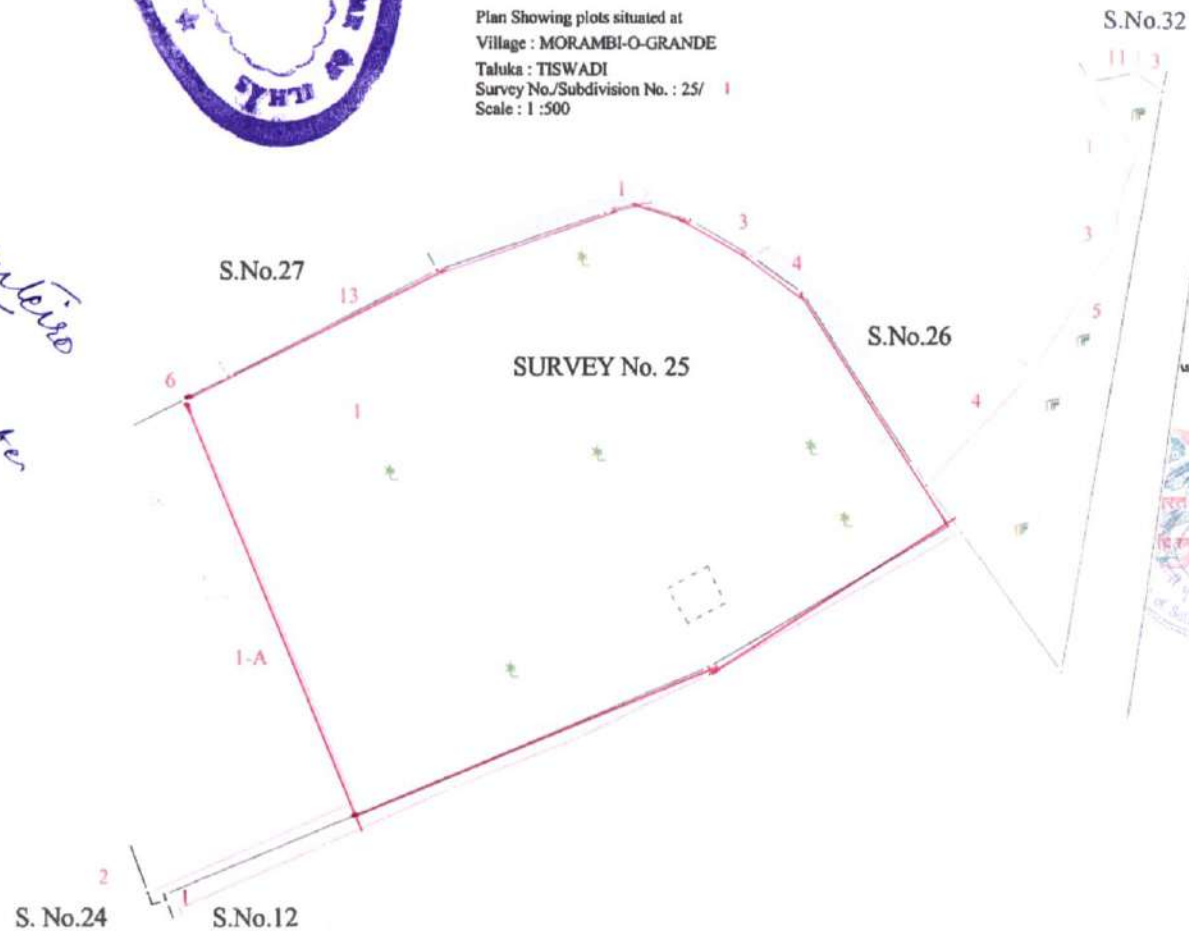 Plan Showing plots situated at
Village : MORAMBI-O-GRANDE
Taluka : TISWADI
Survey No./Subdivision No. : 25/ 1
Scale : 1 :500
S.No.32
11 3
1
1
3
S.No.27
3
4
13
5
S.No.26
SURVEY No. 25
6
4
1
1-A
2
1
S. No.24
S.No.12